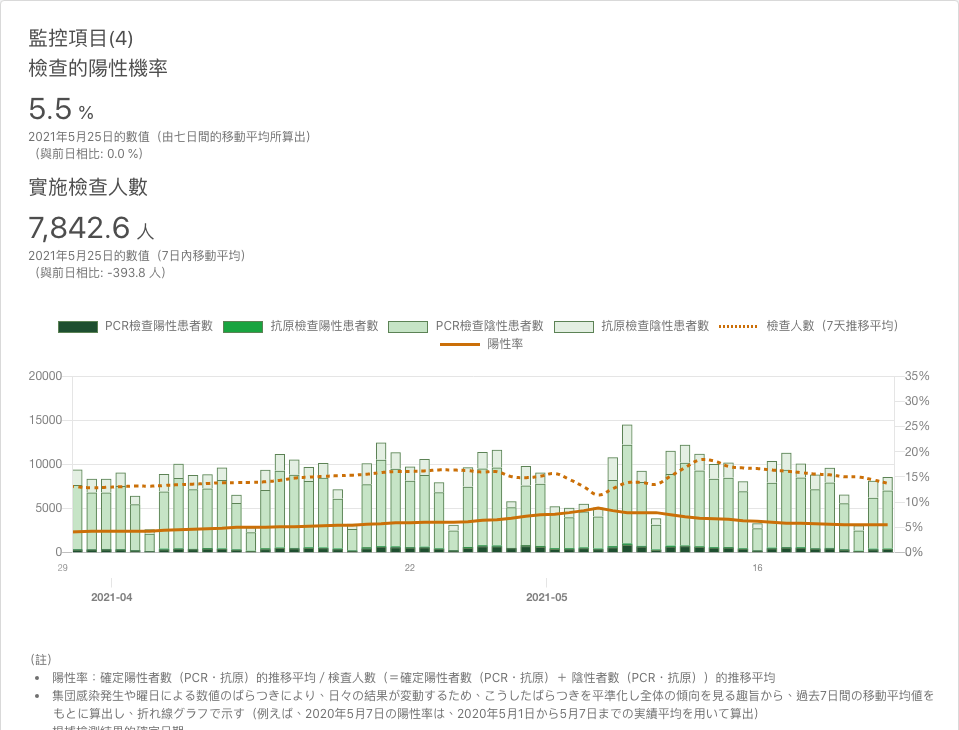 監控項目(4)
檢查的陽性機率
5.5 %
2021年5月25日的數值（由七日間的移動平均所算出）
（與前日相比: 0.0 %）
實施檢查人數
7,842.6 人
2021年5月25日的數值（7日內移動平均）
（與前日相比: -393.8 人）
PCR檢查陽性患者數 抗原檢查陽性患者數 PCR檢查陰性患者數 抗原檢查陰性患者數 檢查人數（7天推移平均）
陽性率
20000 35%
30%
15000 25%
20%
10000 15%
10%
5000 5%
0 0%
29 22 16
2021-04 2021-05
（註）
• 陽性率：確定陽性者數（PCR・抗原）的推移平均 / 検査人數（＝確定陽性者數（PCR・抗原） + 陰性者數（PCR・抗原））的推移平均
• 集団感染発生や曜日による数値のばらつきにより、日々の結果が変動するため、こうしたばらつきを平準化し全体の傾向を見る趣旨から、過去7日間の移動平均値を
もとに算出し、折れ線グラフで示す（例えば、2020年5月7日の陽性率は、2020年5月1日から5月7日までの実績平均を用いて算出）